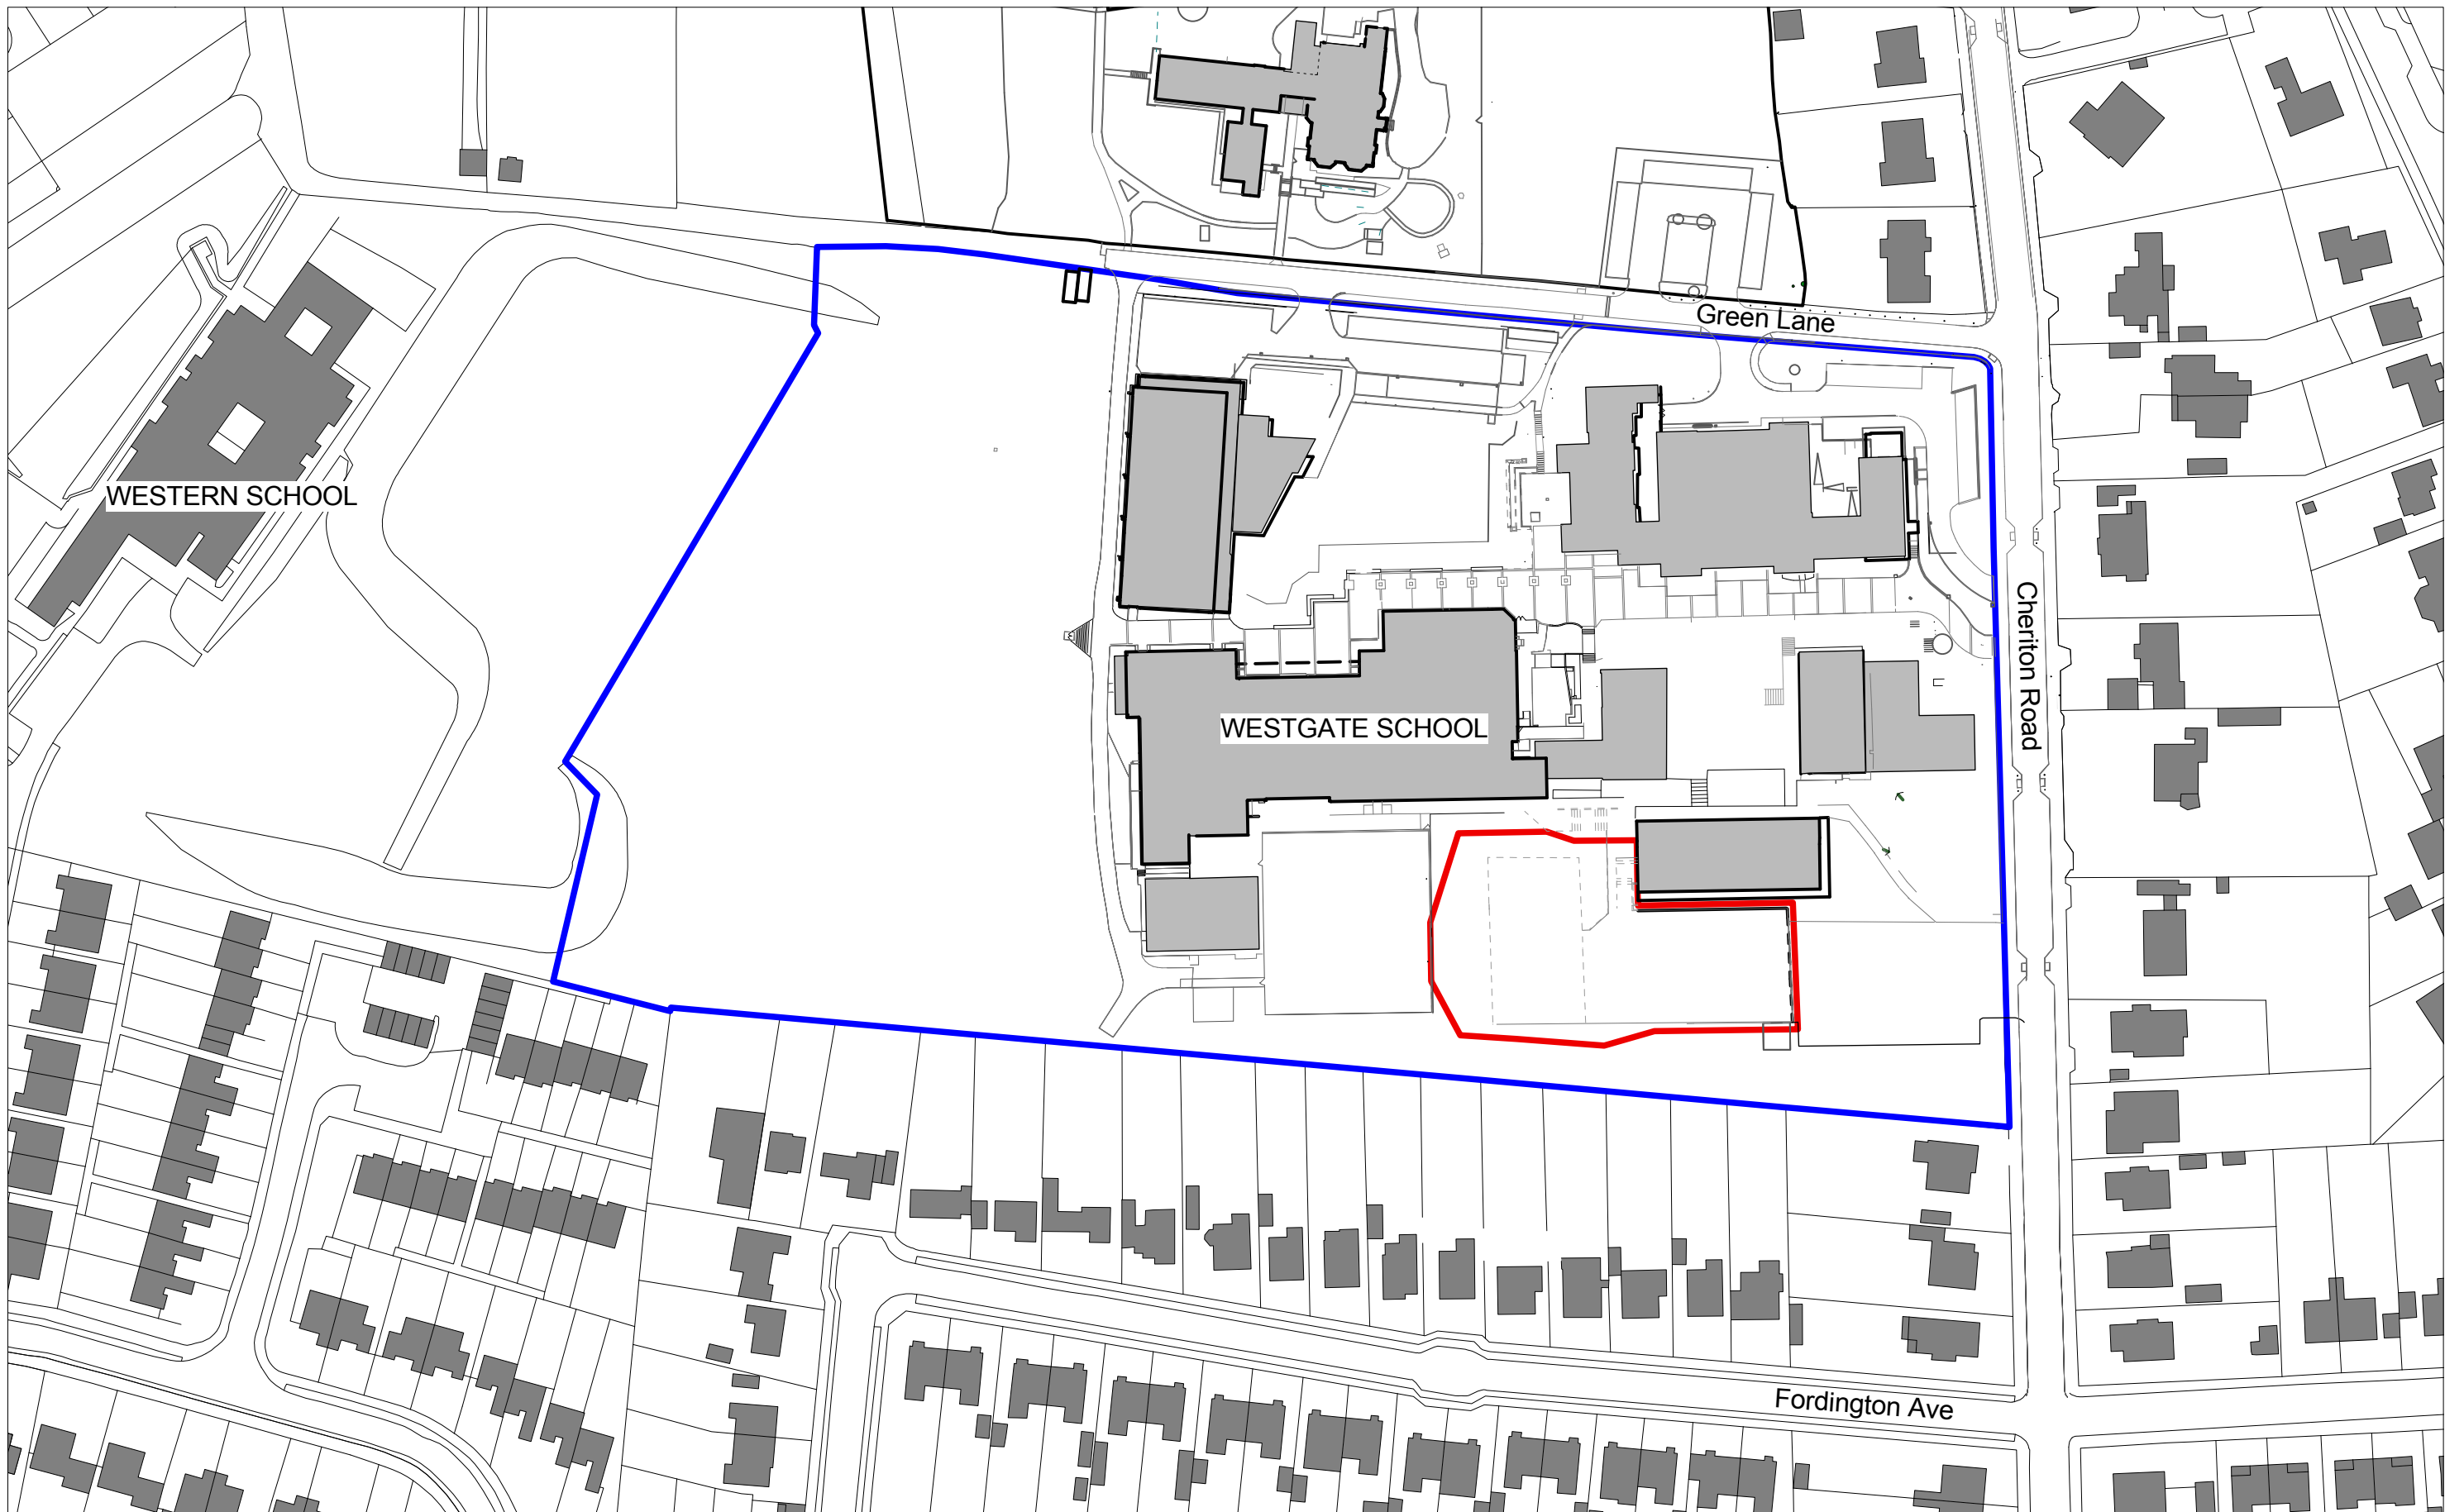 Green Lane
WESTERN SCHOOL
Cheriton Road
WESTGATE SCHOOL
Fordington Ave